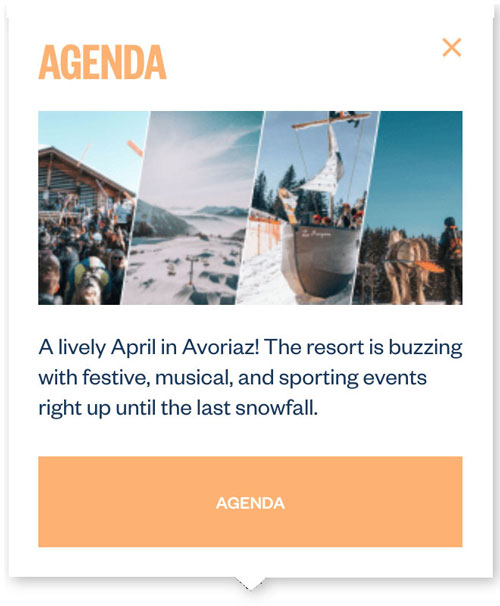 AGENDA
A lively April in Avoriaz! The resort is buzzing
with festive, musical, and sporting events
right up until the last snowfall.
AGENDA